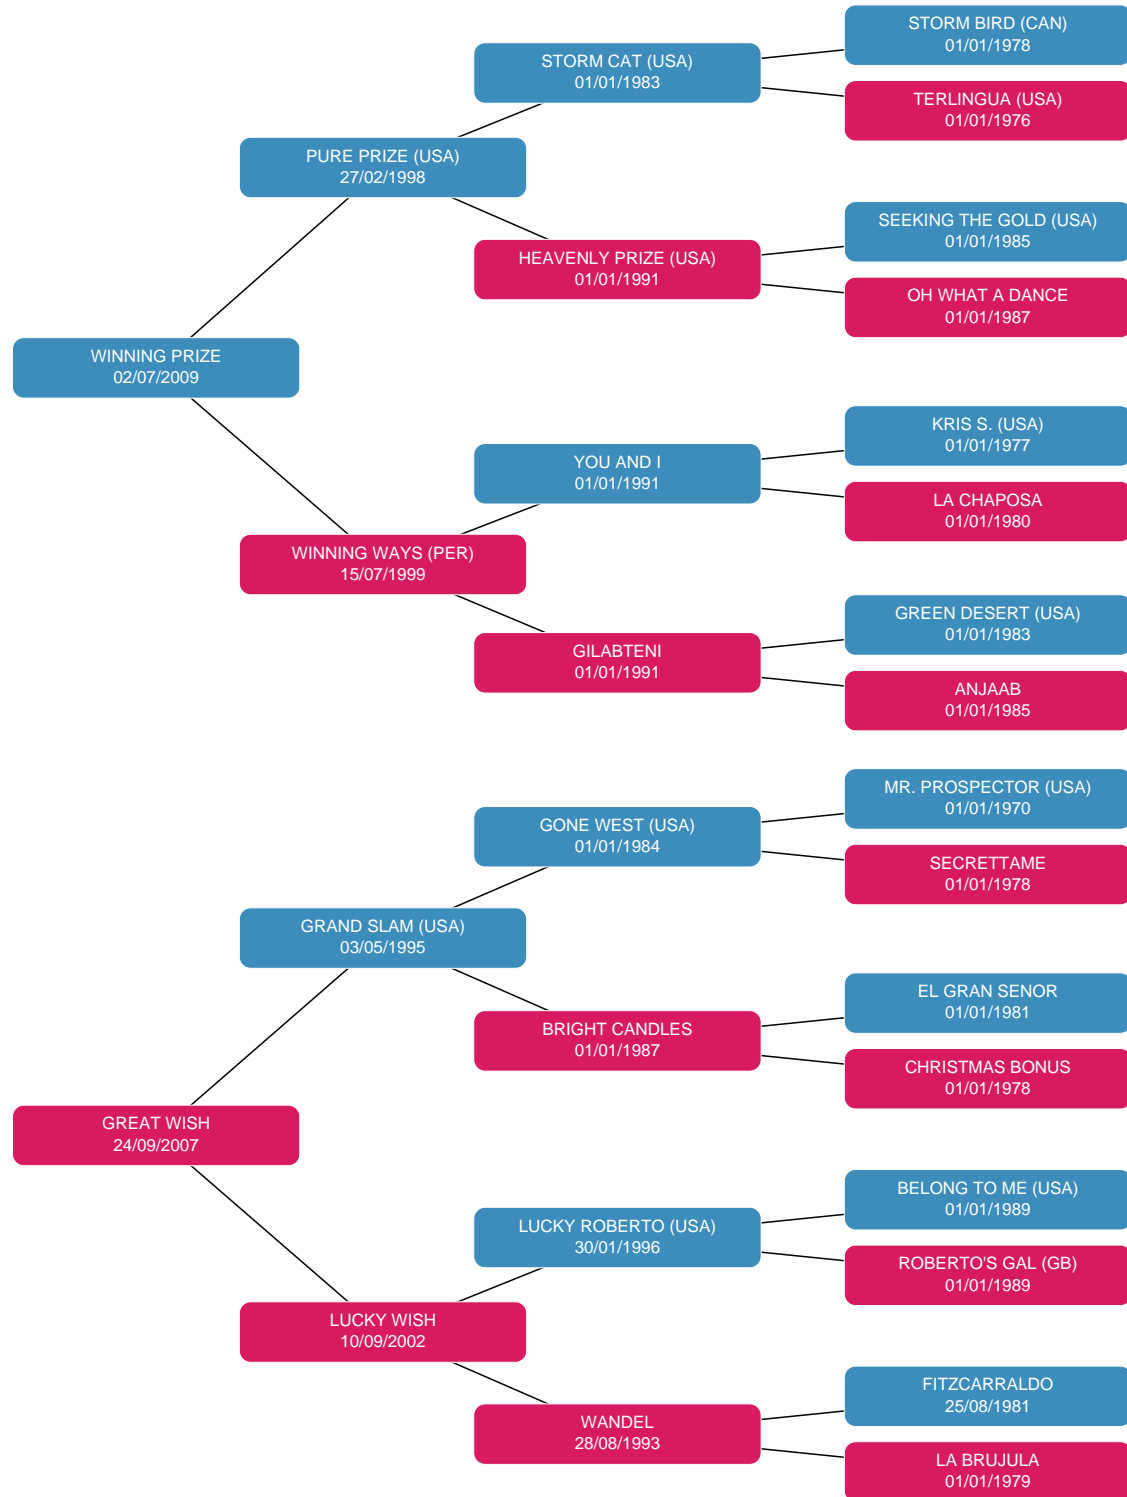 STORM BIRD (CAN)
01/01/1978
STORM CAT (USA)
01/01/1983
TERLINGUA (USA)
01/01/1976
PURE PRIZE (USA)
27/02/1998
SEEKING THE GOLD (USA)
01/01/1985
HEAVENLY PRIZE (USA)
01/01/1991
OH WHAT A DANCE
01/01/1987
WINNING PRIZE
02/07/2009
KRIS S. (USA)
01/01/1977
YOU AND I
01/01/1991
LA CHAPOSA
01/01/1980
WINNING WAYS (PER)
15/07/1999
GREEN DESERT (USA)
01/01/1983
GILABTENI
01/01/1991
ANJAAB
01/01/1985
MR. PROSPECTOR (USA)
01/01/1970
GONE WEST (USA)
01/01/1984
SECRETTAME
01/01/1978
GRAND SLAM (USA)
03/05/1995
EL GRAN SENOR
01/01/1981
BRIGHT CANDLES
01/01/1987
CHRISTMAS BONUS
01/01/1978
GREAT WISH
24/09/2007
BELONG TO ME (USA)
01/01/1989
LUCKY ROBERTO (USA)
30/01/1996
ROBERTO'S GAL (GB)
01/01/1989
LUCKY WISH
10/09/2002
FITZCARRALDO
25/08/1981
WANDEL
28/08/1993
LA BRUJULA
01/01/1979